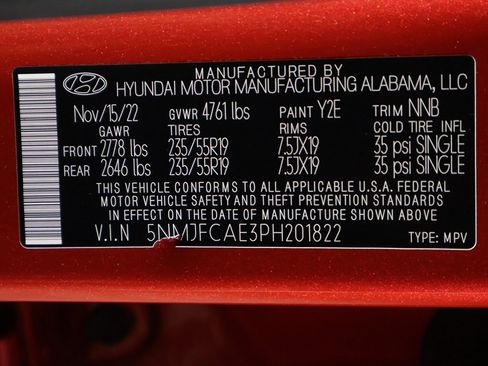 MANUFACTURED BY
HYUNDAI MOTOR MANUFACTURING ALABAMA, LLC
Nov/15/22 GVWR 4761 lbs PAINT Y2E TRIM NNB
GAWR TIRES RIMS COLD TIRE INFL
FRONT 2778 lbs 235/55R19 7.5JX19 35 psi SINGLE
REAR 2646 lbs 235/55R19 7.5JX19 35 psi SINGLE
THIS VEHICLE CONFORMS TO ALL APPLICABLE U.S.A. FEDERAL
MOTOR VEHICLE SAFETY AND THEFT PREVENTION STANDARDS
IN EFFECT ON THE DATE OF MANUFACTURE SHOWN ABOVE
V.I.N 5NMJFCAE3PH201822 TYPE: MPV